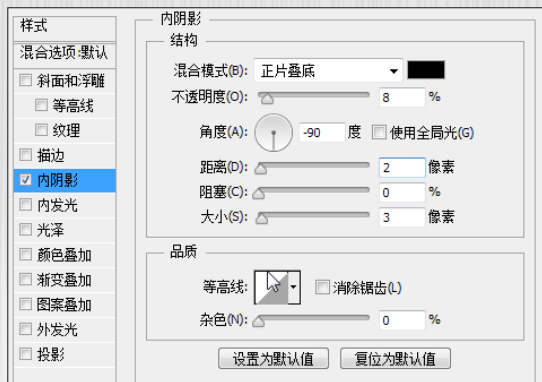 样式
混合选项:默认
斜面和浮雕
等高线
纹理
描边
内阴影
内发光
光泽
颜色叠加
渐变叠加
图案叠加
外发光
投影
内阴影
结构
混合模式(B): 正片叠底
不透明度(O): 8 %
角度(A): -90 度 使用全局光(G)
距离(D): 2 像素
阻塞(C): 0 %
大小(S): 3 像素
品质
等高线: 消除锯齿(L)
杂色(N): 0 %
设置为默认值 复位为默认值